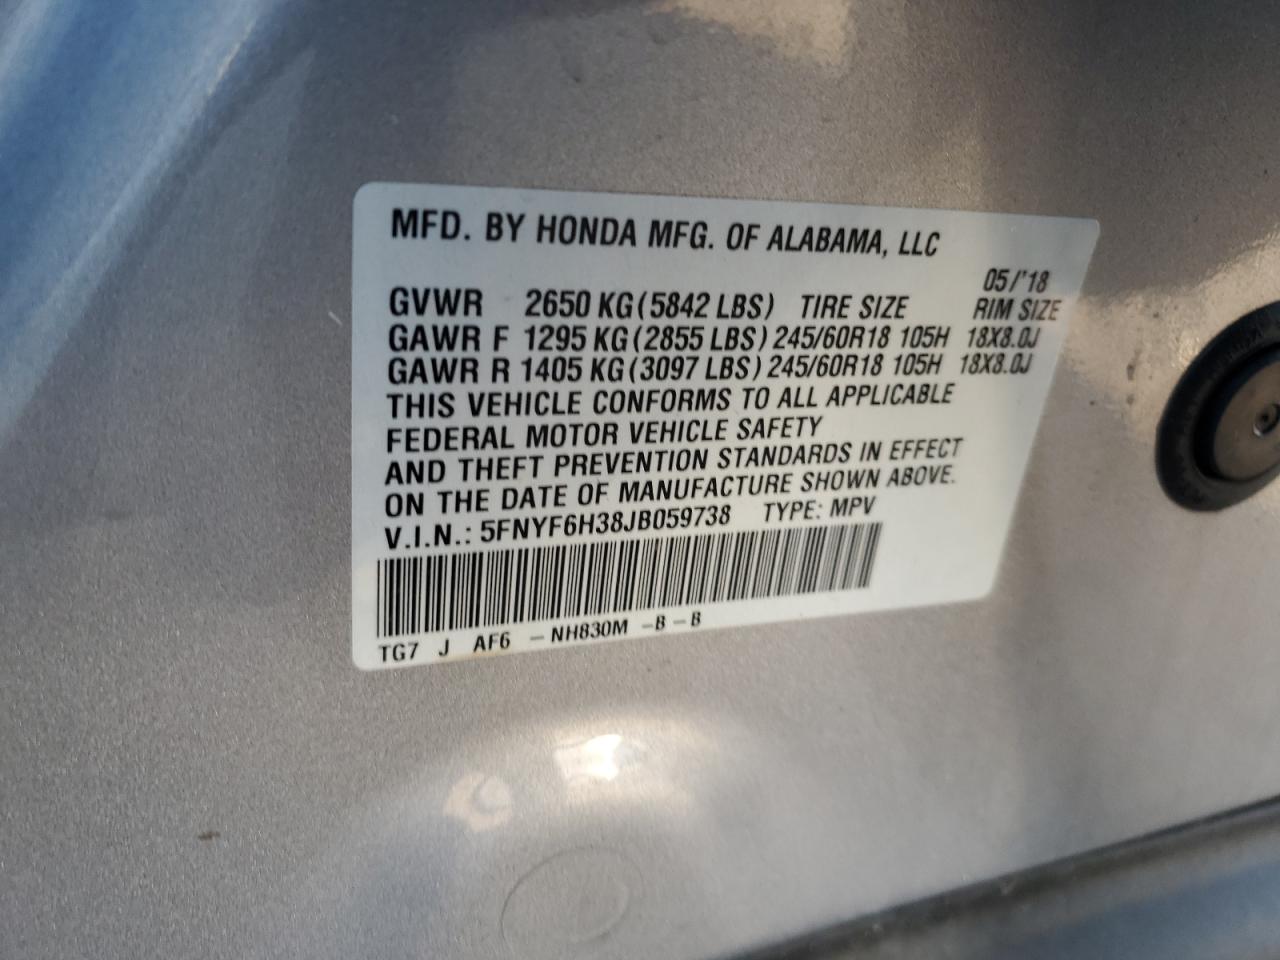 MFD. BY HONDA MFG. OF ALABAMA, LLC
05/'18
GVWR 2650 KG (5842 LBS) TIRE SIZE RIM SIZE
GAWR F 1295 KG (2855 LBS) 245/60R18 105H 18X8.0J
GAWR R 1405 KG (3097 LBS) 245/60R18 105H 18X8.0J
THIS VEHICLE CONFORMS TO ALL APPLICABLE
FEDERAL MOTOR VEHICLE SAFETY
AND THEFT PREVENTION STANDARDS IN EFFECT
ON THE DATE OF MANUFACTURE SHOWN ABOVE.
V.I.N.: 5FNYF6H38JB059738 TYPE: MPV
TG7 J AF6 - NH830M - B - B